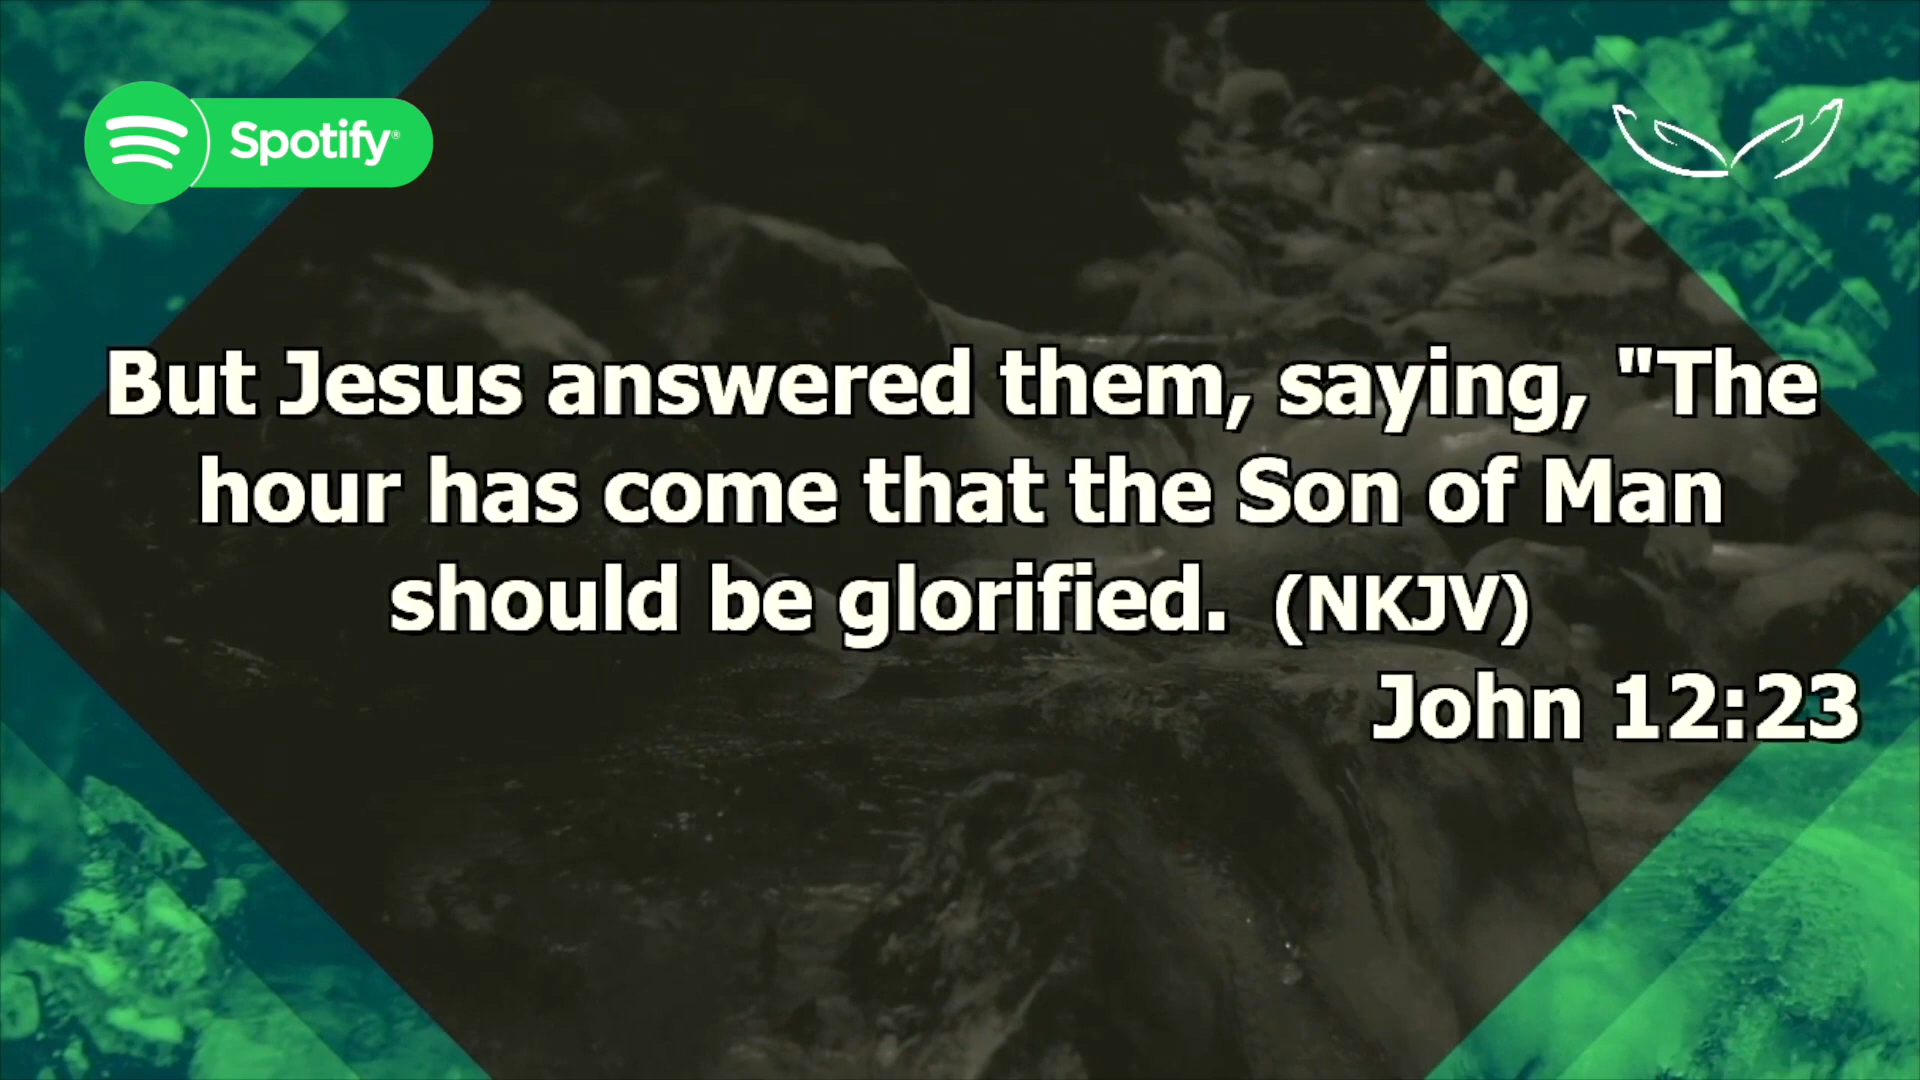 Spotify®
But Jesus answered them, saying, "The
hour has come that the Son of Man
should be glorified. (NKJV)
John 12:23